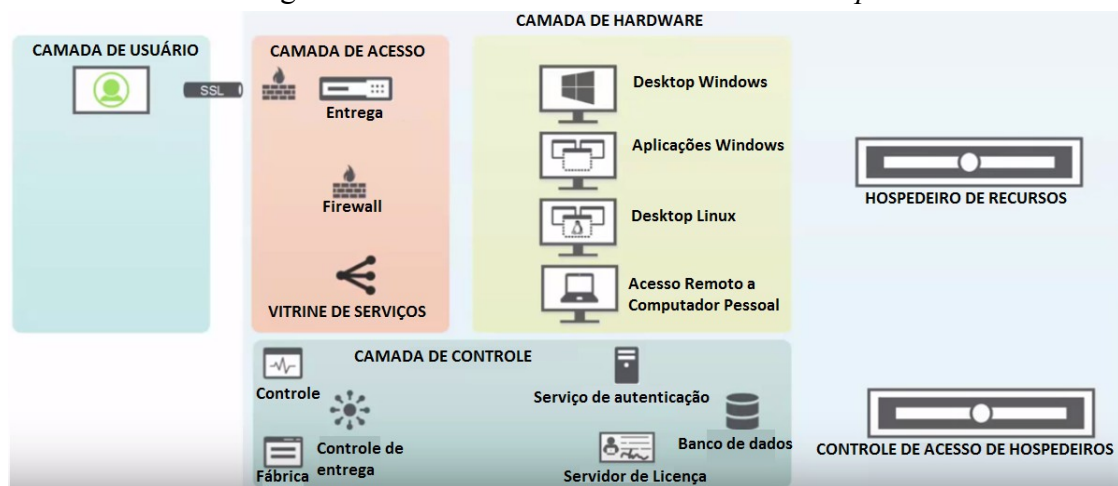 CAMADA DE HARDWARE
CAMADA DE USUÁRIO
SSL
CAMADA DE ACESSO
Entrega
Firewall
VITRINE DE SERVIÇOS
Desktop Windows
Aplicações Windows
Desktop Linux
Acesso Remoto a
Computador Pessoal
HOSPEDEIRO DE RECURSOS
CAMADA DE CONTROLE
Controle
Controle de
entrega
Fábrica
Serviço de autenticação
Banco de dados
Servidor de Licença
CONTROLE DE ACESSO DE HOSPEDEIROS